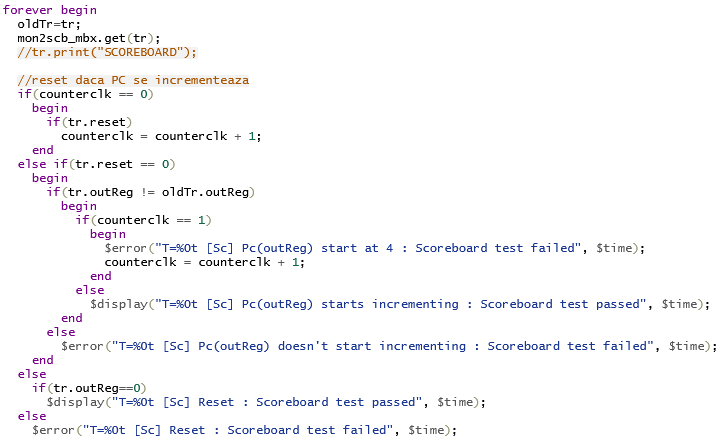 forever begin
  oldTr=tr;
  mon2scb_mbx.get(tr);
  //tr.print("SCOREBOARD");

  //reset daca PC se incrementeaza
  if(counterclk == 0)
    begin
      if(tr.reset)
        counterclk = counterclk + 1;
    end
  else if(tr.reset == 0)
    begin
      if(tr.outReg != oldTr.outReg)
        begin
          if(counterclk == 1)
            begin
              $error("T=%0t [Sc] Pc(outReg) start at 4 : Scoreboard test failed", $time);
              counterclk = counterclk + 1;
            end
          else
            $display("T=%0t [Sc] Pc(outReg) starts incrementing : Scoreboard test passed", $time);
        end
      else
        $error("T=%0t [Sc] Pc(outReg) doesn't start incrementing : Scoreboard test failed", $time);
    end
  else
    if(tr.outReg==0)
      $display("T=%0t [Sc] Reset : Scoreboard test passed", $time);
  else
    $error("T=%0t [Sc] Reset : Scoreboard test failed", $time);